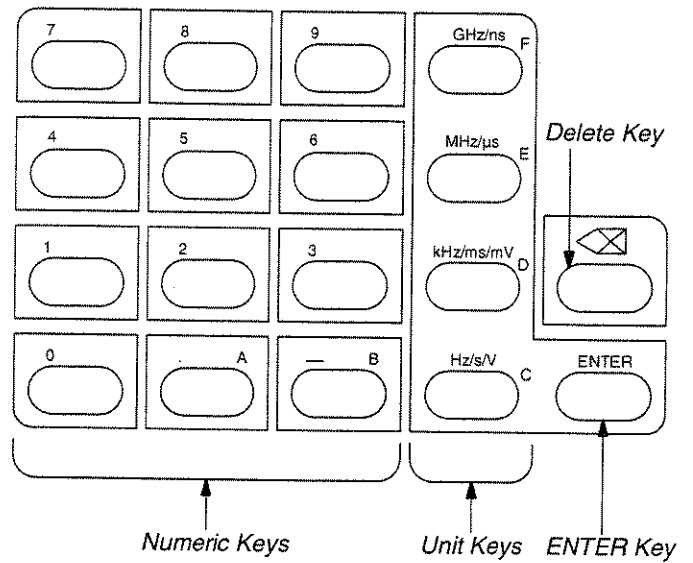 7 8 9 GHz/ns F
4 5 6 MHz/µs E
Delete Key
1 2 3 kHz/ms/mV D
0 . A — B Hz/s/V C ENTER
Numeric Keys Unit Keys ENTER Key